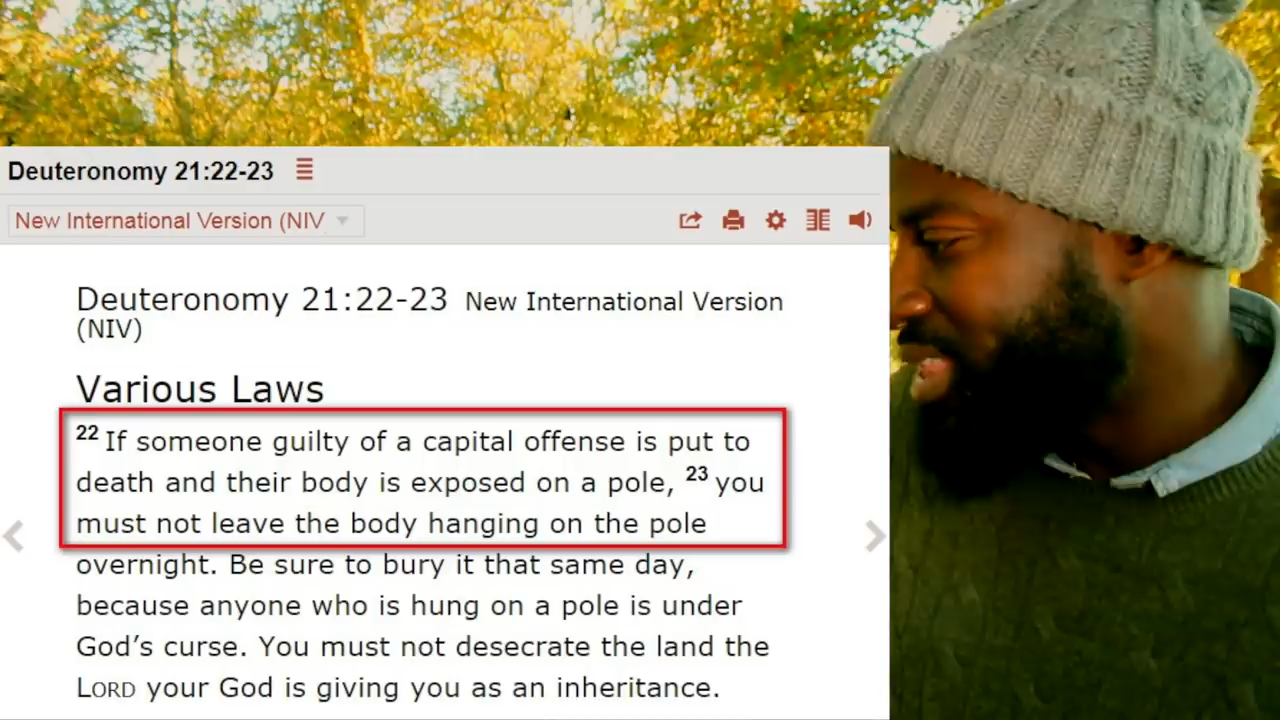 Deuteronomy 21:22-23
New International Version (NIV
Deuteronomy 21:22-23 New International Version
(NIV)
Various Laws
22 If someone guilty of a capital offense is put to
death and their body is exposed on a pole, 23 you
must not leave the body hanging on the pole
overnight. Be sure to bury it that same day,
because anyone who is hung on a pole is under
God’s curse. You must not desecrate the land the
LORD your God is giving you as an inheritance.